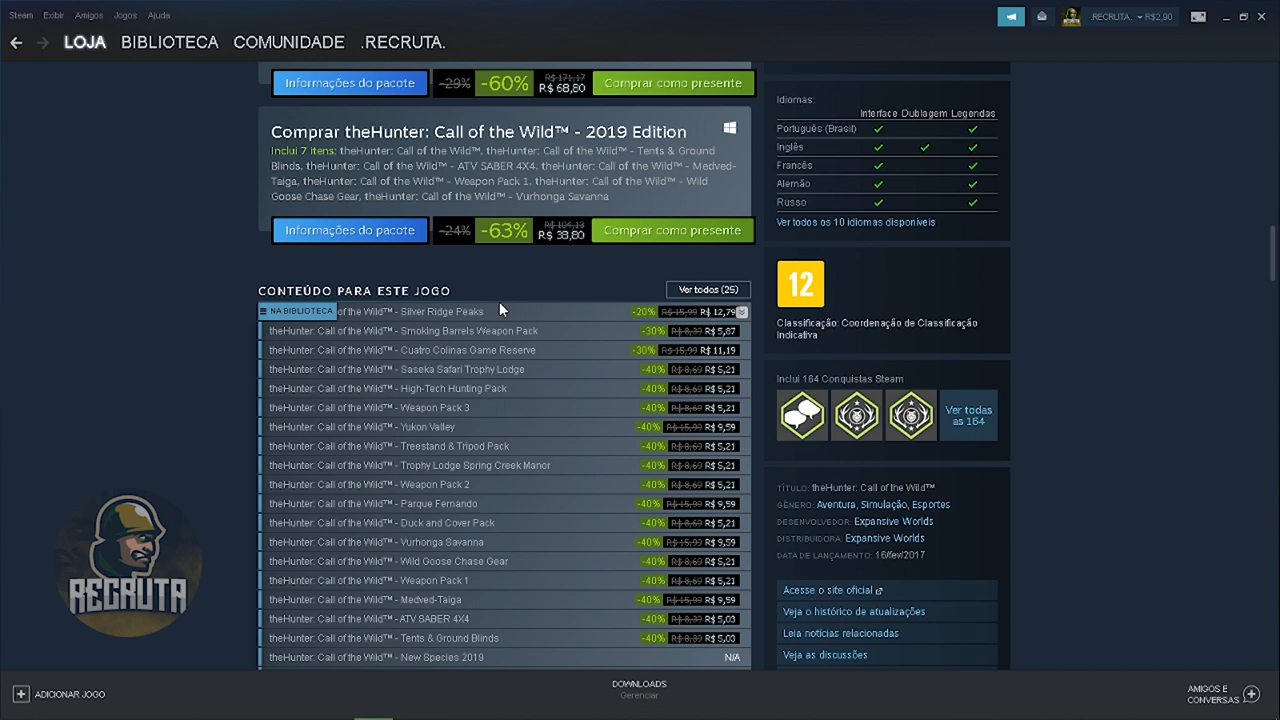 Steam Exibir Amigos Jogos Ajuda
.RECRUTA. R$2,90
LOJA BIBLIOTECA COMUNIDADE .RECRUTA.
Informações do pacote -29% -60% R$ 171,17 R$ 68,80 Comprar como presente
Comprar theHunter: Call of the Wild™ - 2019 Edition
Inclui 7 itens: theHunter: Call of the Wild™, theHunter: Call of the Wild™ - Tents & Ground
Blinds, theHunter: Call of the Wild™ - ATV SABER 4X4, theHunter: Call of the Wild™ - Medved-
Taiga, theHunter: Call of the Wild™ - Weapon Pack 1, theHunter: Call of the Wild™ - Wild
Goose Chase Gear, theHunter: Call of the Wild™ - Vurhonga Savanna
Informações do pacote -24% -63% R$ 104,13 R$ 38,80 Comprar como presente
CONTEÚDO PARA ESTE JOGO Ver todos (25)
NA BIBLIOTECA of the Wild™ - Silver Ridge Peaks -20% R$ 15,99 R$ 12,79
theHunter: Call of the Wild™ - Smoking Barrels Weapon Pack -30% R$ 8,39 R$ 5,87
theHunter: Call of the Wild™ - Cuatro Colinas Game Reserve -30% R$ 15,99 R$ 11,19
theHunter: Call of the Wild™ - Saseka Safari Trophy Lodge -40% R$ 8,69 R$ 5,21
theHunter: Call of the Wild™ - High-Tech Hunting Pack -40% R$ 8,69 R$ 5,21
theHunter: Call of the Wild™ - Weapon Pack 3 -40% R$ 8,69 R$ 5,21
theHunter: Call of the Wild™ - Yukon Valley -40% R$ 15,99 R$ 9,59
theHunter: Call of the Wild™ - Treestand & Tripod Pack -40% R$ 8,69 R$ 5,21
theHunter: Call of the Wild™ - Trophy Lodge Spring Creek Manor -40% R$ 8,69 R$ 5,21
theHunter: Call of the Wild™ - Weapon Pack 2 -40% R$ 8,69 R$ 5,21
theHunter: Call of the Wild™ - Parque Fernando -40% R$ 15,99 R$ 9,59
theHunter: Call of the Wild™ - Duck and Cover Pack -40% R$ 8,69 R$ 5,21
theHunter: Call of the Wild™ - Vurhonga Savanna -40% R$ 15,99 R$ 9,59
theHunter: Call of the Wild™ - Wild Goose Chase Gear -40% R$ 8,69 R$ 5,21
theHunter: Call of the Wild™ - Weapon Pack 1 -40% R$ 8,69 R$ 5,21
theHunter: Call of the Wild™ - Medved-Taiga -40% R$ 15,99 R$ 9,59
theHunter: Call of the Wild™ - ATV SABER 4X4 -40% R$ 8,39 R$ 5,03
theHunter: Call of the Wild™ - Tents & Ground Blinds -40% R$ 8,39 R$ 5,03
theHunter: Call of the Wild™ - New Species 2019 N/A
Idiomas:
Interface Dublagem Legendas
Português (Brasil)
Inglês
Francês
Alemão
Russo
Ver todos os 10 idiomas disponíveis
12
Classificação: Coordenação de Classificação
Indicativa
Inclui 164 Conquistas Steam
Ver todas
as 164
TÍTULO: theHunter: Call of the Wild™
GÊNERO: Aventura, Simulação, Esportes
DESENVOLVEDOR: Expansive Worlds
DISTRIBUIDORA: Expansive Worlds
DATA DE LANÇAMENTO: 16/fev/2017
Acesse o site oficial
Veja o histórico de atualizações
Leia notícias relacionadas
Veja as discussões
RECRUTA
ADICIONAR JOGO
DOWNLOADS
Gerenciar
AMIGOS E
CONVERSAS